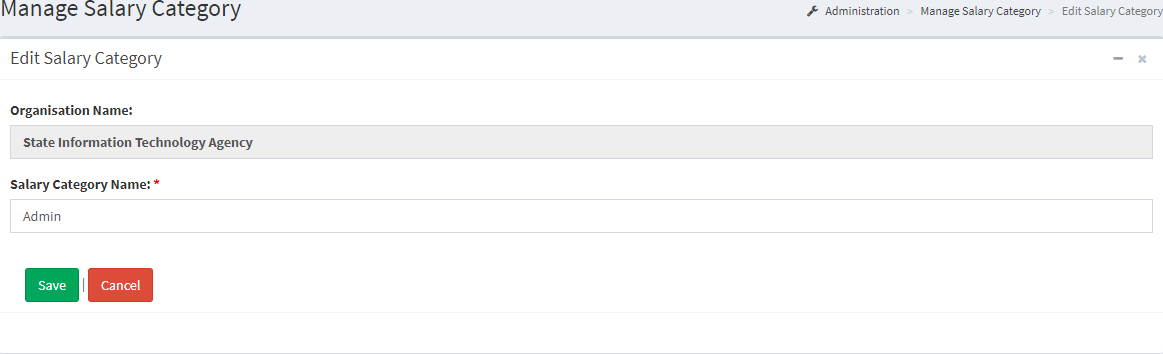 Manage Salary Category
Administration > Manage Salary Category > Edit Salary Category
Edit Salary Category
Organisation Name:
State Information Technology Agency
Salary Category Name: *
Admin
Save | Cancel